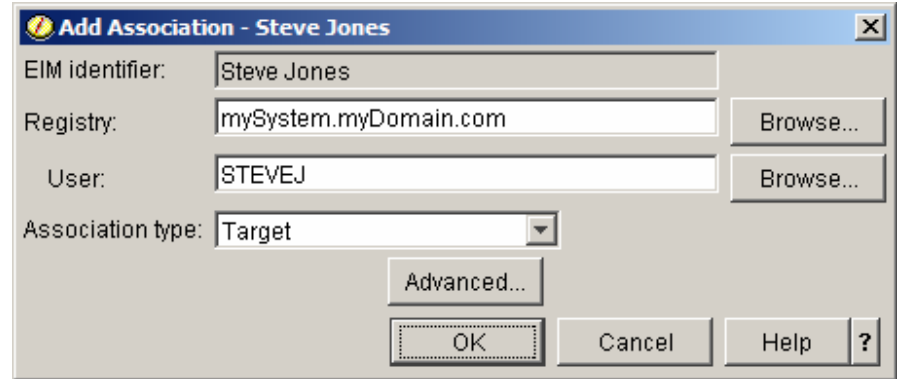 Add Association - Steve Jones
EIM identifier: Steve Jones
Registry: mySystem.myDomain.com Browse...
User: STEVEJ Browse...
Association type: Target
Advanced...
OK Cancel Help ?